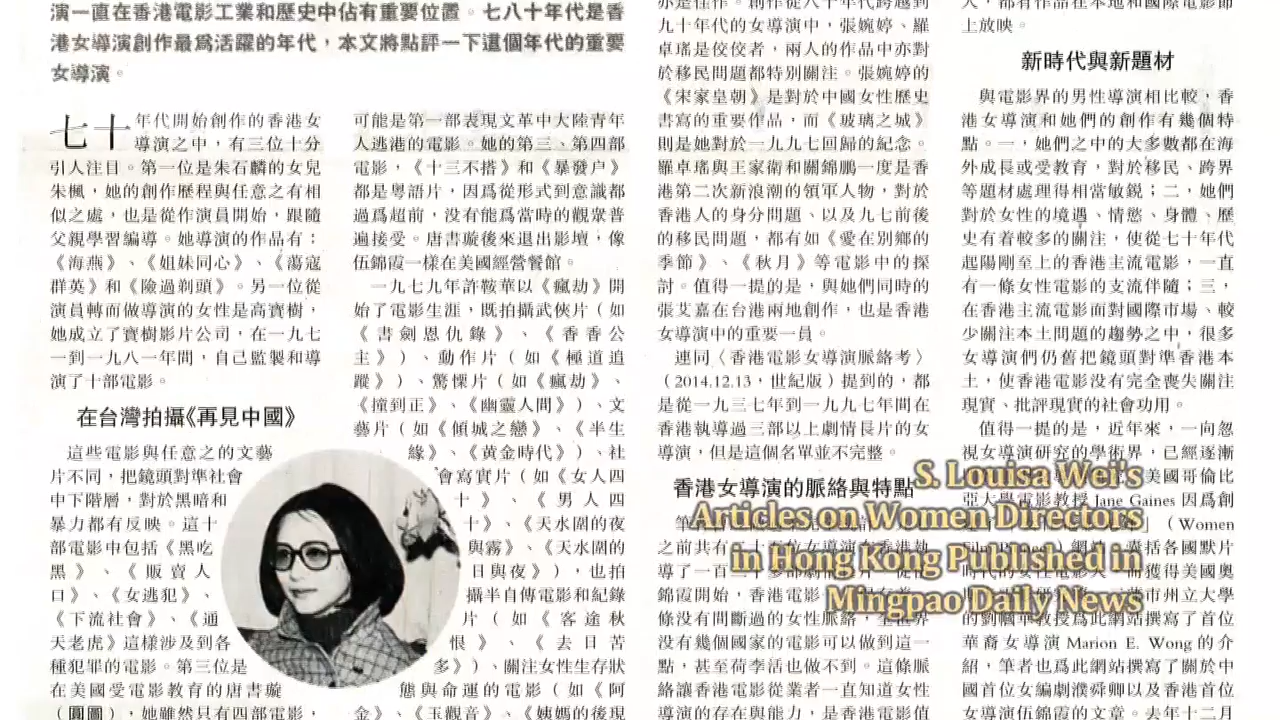 演一直在香港電影工業和歷史中佔有重要位置。七八十年代是香
港女導演創作最爲活躍的年代，本文將點評一下這個年代的重要
女導演。
七十年代開始創作的香港女
導演之中，有三位十分
引人注目。第一位是朱石麟的女兒
朱楓，她的創作歷程與任意之有相
似之處，也是從作演員開始，跟隨
父親學習編導。她導演的作品有：
《海燕》、《姐妹同心》、《蕩寇
群英》和《險過剃頭》。另一位從
演員轉而做導演的女性是高寶樹，
她成立了寶樹影片公司，在一九七
一到一九八一年間，自己監製和導
演了十部電影。
在台灣拍攝《再見中國》
這些電影與任意之的文藝
片不同，把鏡頭對準社會
中下階層，對於黑暗和
暴力都有反映。這十
部電影中包括《黑吃
黑》、《販賣人
口》、《女逃犯》、
《下流社會》、《通
天老虎》這樣涉及到各
種犯罪的電影。第三位是
在美國受電影教育的唐書璇
（圓圖），她雖然只有四部電影，
可能是第一部表現文革中大陸青年
人逃港的電影。她的第三、第四部
電影，《十三不搭》和《暴發户》
都是粵語片，因爲從形式到意識都
過爲超前，没有能爲當時的觀眾普
遍接受。唐書璇後來退出影壇，像
伍錦霞一樣在美國經營餐館。
一九七九年許鞍華以《瘋劫》開
始了電影生涯，既拍攝武俠片（如
《書劍恩仇錄》、《香香公
主》）、動作片（如《極道追
蹤》）、驚慄片（如《瘋劫》、
《撞到正》、《幽靈人間》）、文
藝片（如《傾城之戀》、《半生
緣》、《黃金時代》）、社
會寫實片（如《女人四
十》、《男人四
十》、《天水圍的夜
與霧》、《天水圍的
日與夜》），也拍
攝半自傳電影和紀錄
片（如《客途秋
恨》、《去日苦
多》）、關注女性生存狀
態與命運的電影（如《阿
金》、《玉觀音》、《姨媽的後現
亦是佳作。創作從八十年代跨越到
九十年代的女導演中，張婉婷、羅
卓瑤是佼佼者，兩人的作品中亦對
於移民問題都特別關注。張婉婷的
《宋家皇朝》是對於中國女性歷史
書寫的重要作品，而《玻璃之城》
則是她對於一九九七回歸的紀念。
羅卓瑤與王家衛和關錦鵬一度是香
港第二次新浪潮的領軍人物，對於
香港人的身分問題、以及九七前後
的移民問題，都有如《愛在別鄉的
季節》、《秋月》等電影中的探
討。值得一提的是，與她們同時的
張艾嘉在台港兩地創作，也是香港
女導演中的重要一員。
連同〈香港電影女導演脈絡考〉
（2014.12.13，世紀版）提到的，都
是從一九三七年到一九九七年間在
香港執導過三部以上劇情長片的女
導演，但是這個名單並不完整。
香港女導演的脈絡與特點
之前共有
導演了一百
錦霞開始，香港電影
條没有間斷過的女性脈絡，
没有幾個國家的電影可以做到這一
點，甚至荷李活也做不到。這條脈
絡讓香港電影從業者一直知道女性
導演的存在與能力，是香港電影值
人，都有作品在本地和國際電影節
上放映。
新時代與新題材
與電影界的男性導演相比較，香
港女導演和她們的創作有幾個特
點。一，她們之中的大多數都在海
外成長或受教育，對於移民、跨界
等題材處理得相當敏銳；二，她們
對於女性的境遇、情慾、身體、歷
史有着較多的關注，使從七十年代
起陽剛至上的香港主流電影，一直
有一條女性電影的支流伴隨；三，
在香港主流電影面對國際市場、較
少關注本土問題的趨勢之中，很多
女導演們仍舊把鏡頭對準香港本
土，使香港電影没有完全喪失關注
現實、批評現實的社會功用。
值得一提的是，近年來，一向忽
視女導演研究的學術界，已經逐漸
美國哥倫比
亞大學電影教授 Jane Gaines 因爲創
」（Women
網站，囊括各國默片
時代的女性電影人，而獲得美國奧
州立大學
的劉 教授爲此網站撰寫了首位
華裔女導演 Marion E. Wong 的介
紹，筆者也爲此網站撰寫了關於中
國首位女編劇濮舜卿以及香港首位
女導演伍錦霞的文章。去年十二月
S. Louisa Wei's
Articles on Women Directors
in Hong Kong Published in
Mingpao Daily News